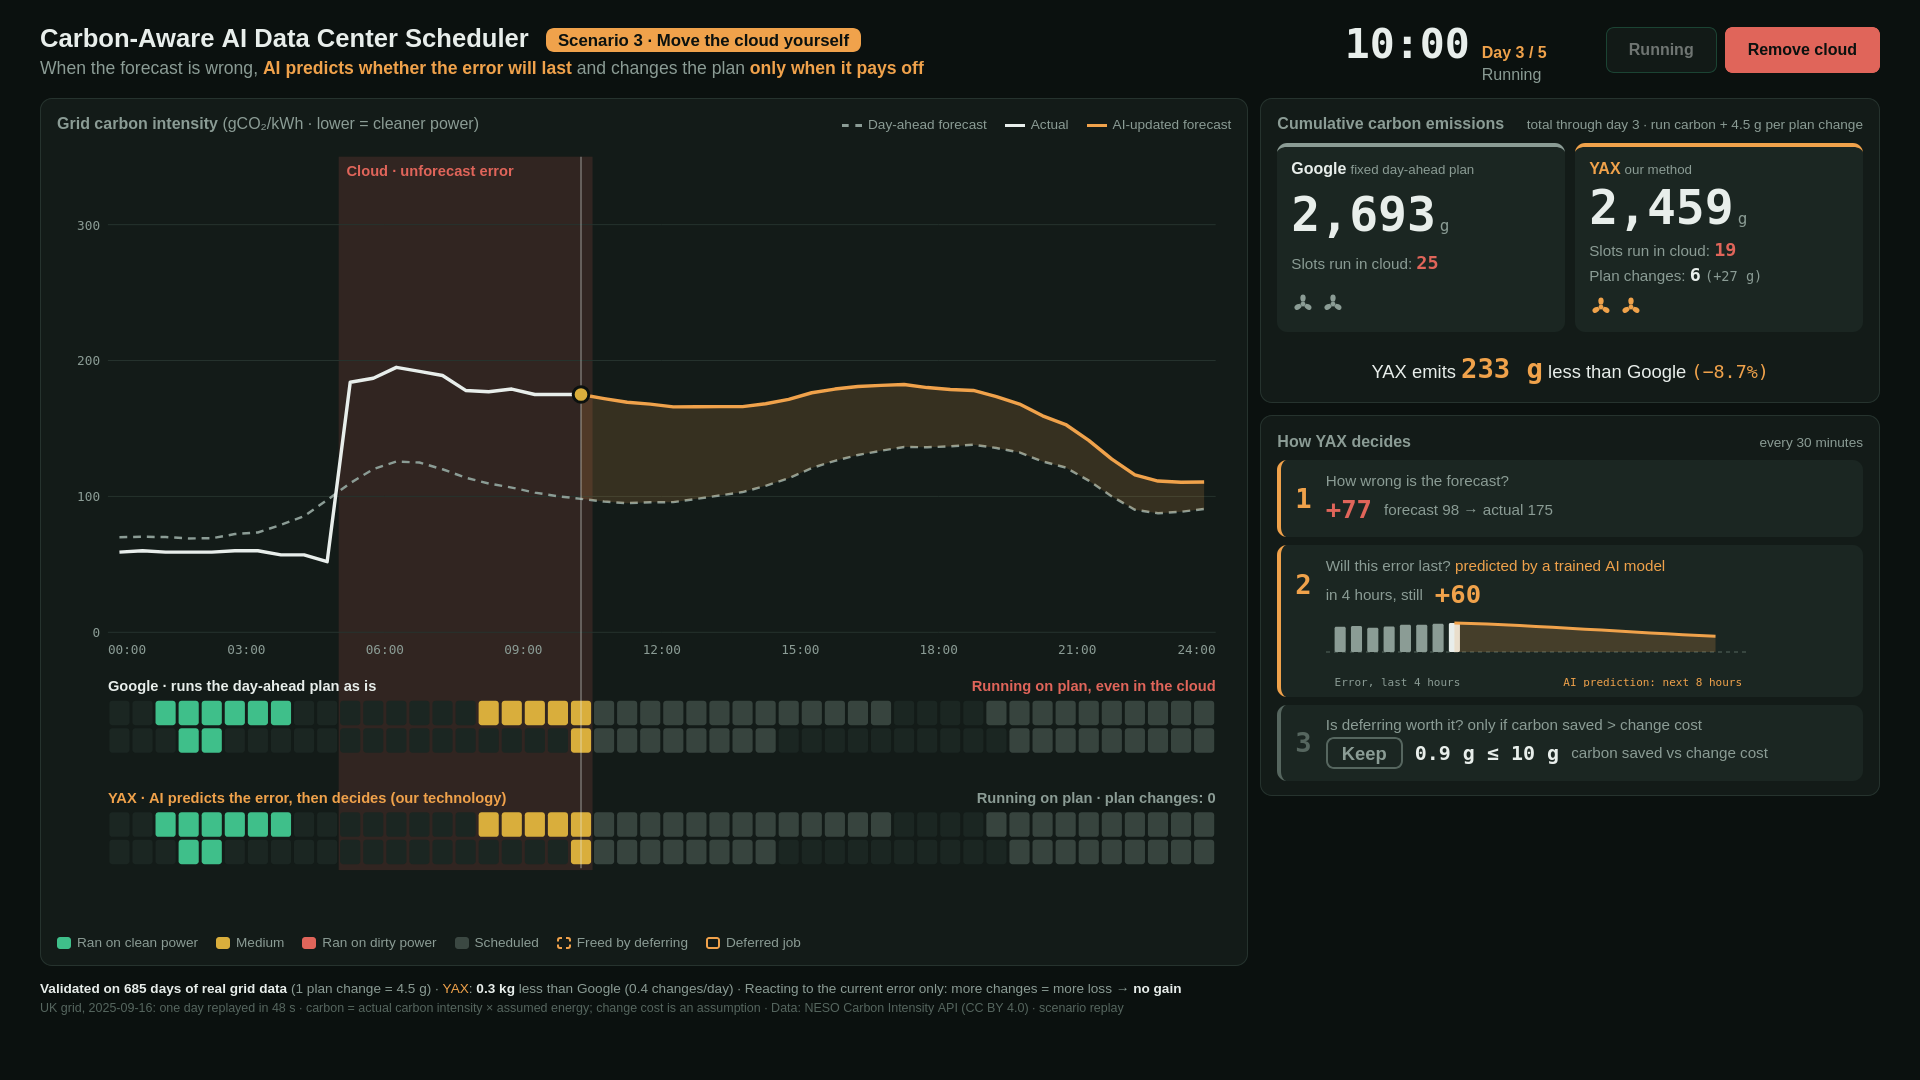 Carbon-Aware AI Data Center Scheduler
Scenario 3 · Move the cloud yourself
When the forecast is wrong, AI predicts whether the error will last and changes the plan only when it pays off
10:00
Day 3 / 5
Running
Running
Remove cloud
Grid carbon intensity (gCO₂/kWh · lower = cleaner power)
Day-ahead forecast
Actual
AI-updated forecast
Cloud · unforecast error
300
200
100
0
00:00
03:00
06:00
09:00
12:00
15:00
18:00
21:00
24:00
Google · runs the day-ahead plan as is
Running on plan, even in the cloud
YAX · AI predicts the error, then decides (our technology)
Running on plan · plan changes: 0
Ran on clean power
Medium
Ran on dirty power
Scheduled
Freed by deferring
Deferred job
Cumulative carbon emissions
total through day 3 · run carbon + 4.5 g per plan change
Google fixed day-ahead plan
2,693 g
Slots run in cloud: 25
YAX our method
2,459 g
Slots run in cloud: 19
Plan changes: 6 (+27 g)
YAX emits 233 g less than Google (−8.7%)
How YAX decides
every 30 minutes
1
How wrong is the forecast?
+77 forecast 98 → actual 175
2
Will this error last? predicted by a trained AI model
in 4 hours, still +60
Error, last 4 hours
AI prediction: next 8 hours
3
Is deferring worth it? only if carbon saved > change cost
Keep 0.9 g ≤ 10 g carbon saved vs change cost
Validated on 685 days of real grid data (1 plan change = 4.5 g) · YAX: 0.3 kg less than Google (0.4 changes/day) · Reacting to the current error only: more changes = more loss → no gain
UK grid, 2025-09-16: one day replayed in 48 s · carbon = actual carbon intensity × assumed energy; change cost is an assumption · Data: NESO Carbon Intensity API (CC BY 4.0) · scenario replay